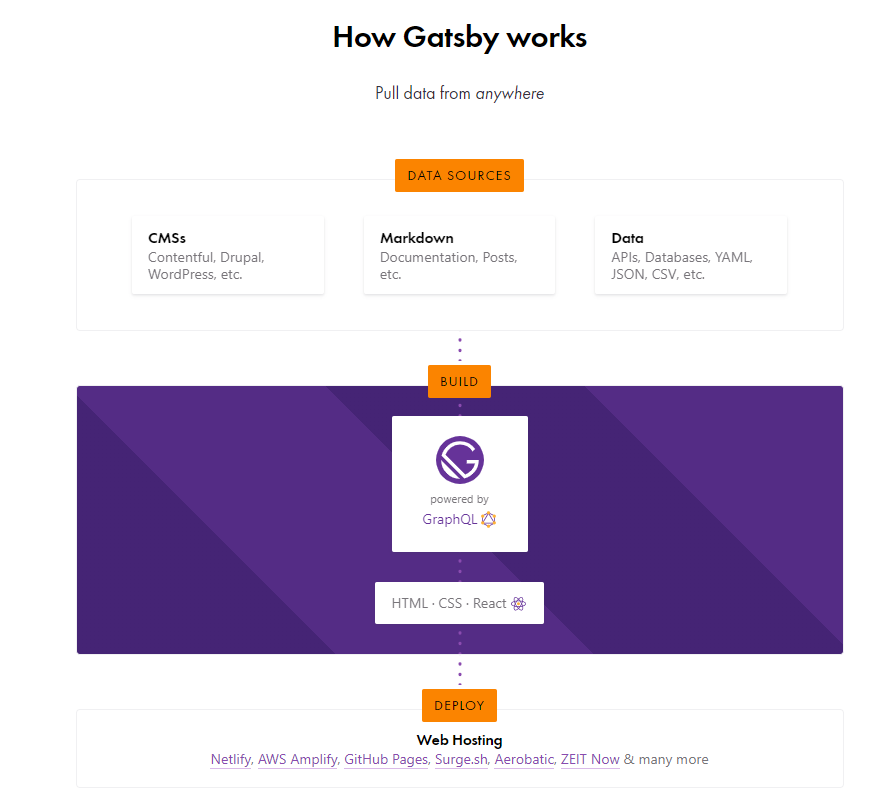 How Gatsby works
Pull data from anywhere
DATA SOURCES
CMSs
Contentful, Drupal,
WordPress, etc.
Markdown
Documentation, Posts,
etc.
Data
APIs, Databases, YAML,
JSON, CSV, etc.
BUILD
powered by
GraphQL
HTML · CSS · React
DEPLOY
Web Hosting
Netlify, AWS Amplify, GitHub Pages, Surge.sh, Aerobatic, ZEIT Now & many more